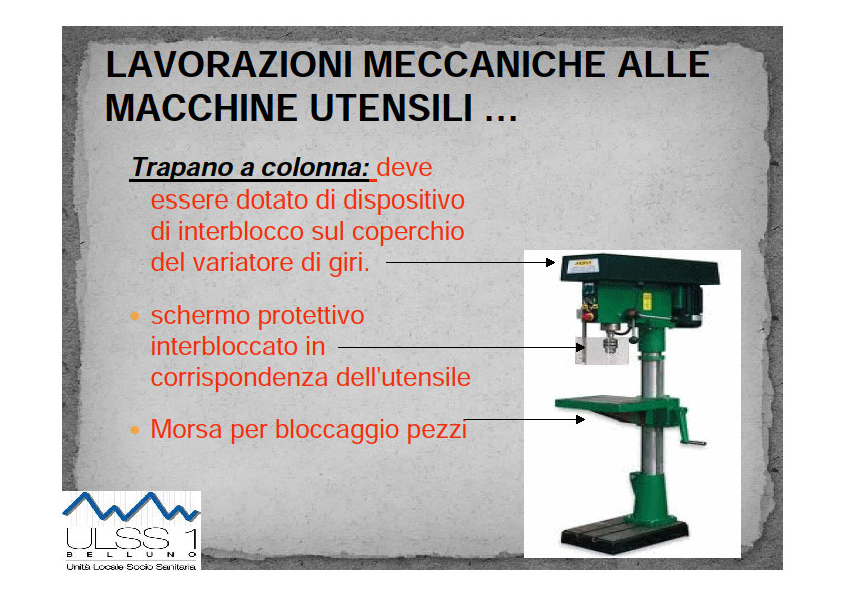 LAVORAZIONI MECCANICHE ALLE
MACCHINE UTENSILI …
Trapano a colonna: deve
essere dotato di dispositivo
di interblocco sul coperchio
del variatore di giri.
• schermo protettivo
interbloccato in
corrispondenza dell'utensile
• Morsa per bloccaggio pezzi
ULSS 1
BELLUNO
Unità Locale Socio Sanitaria